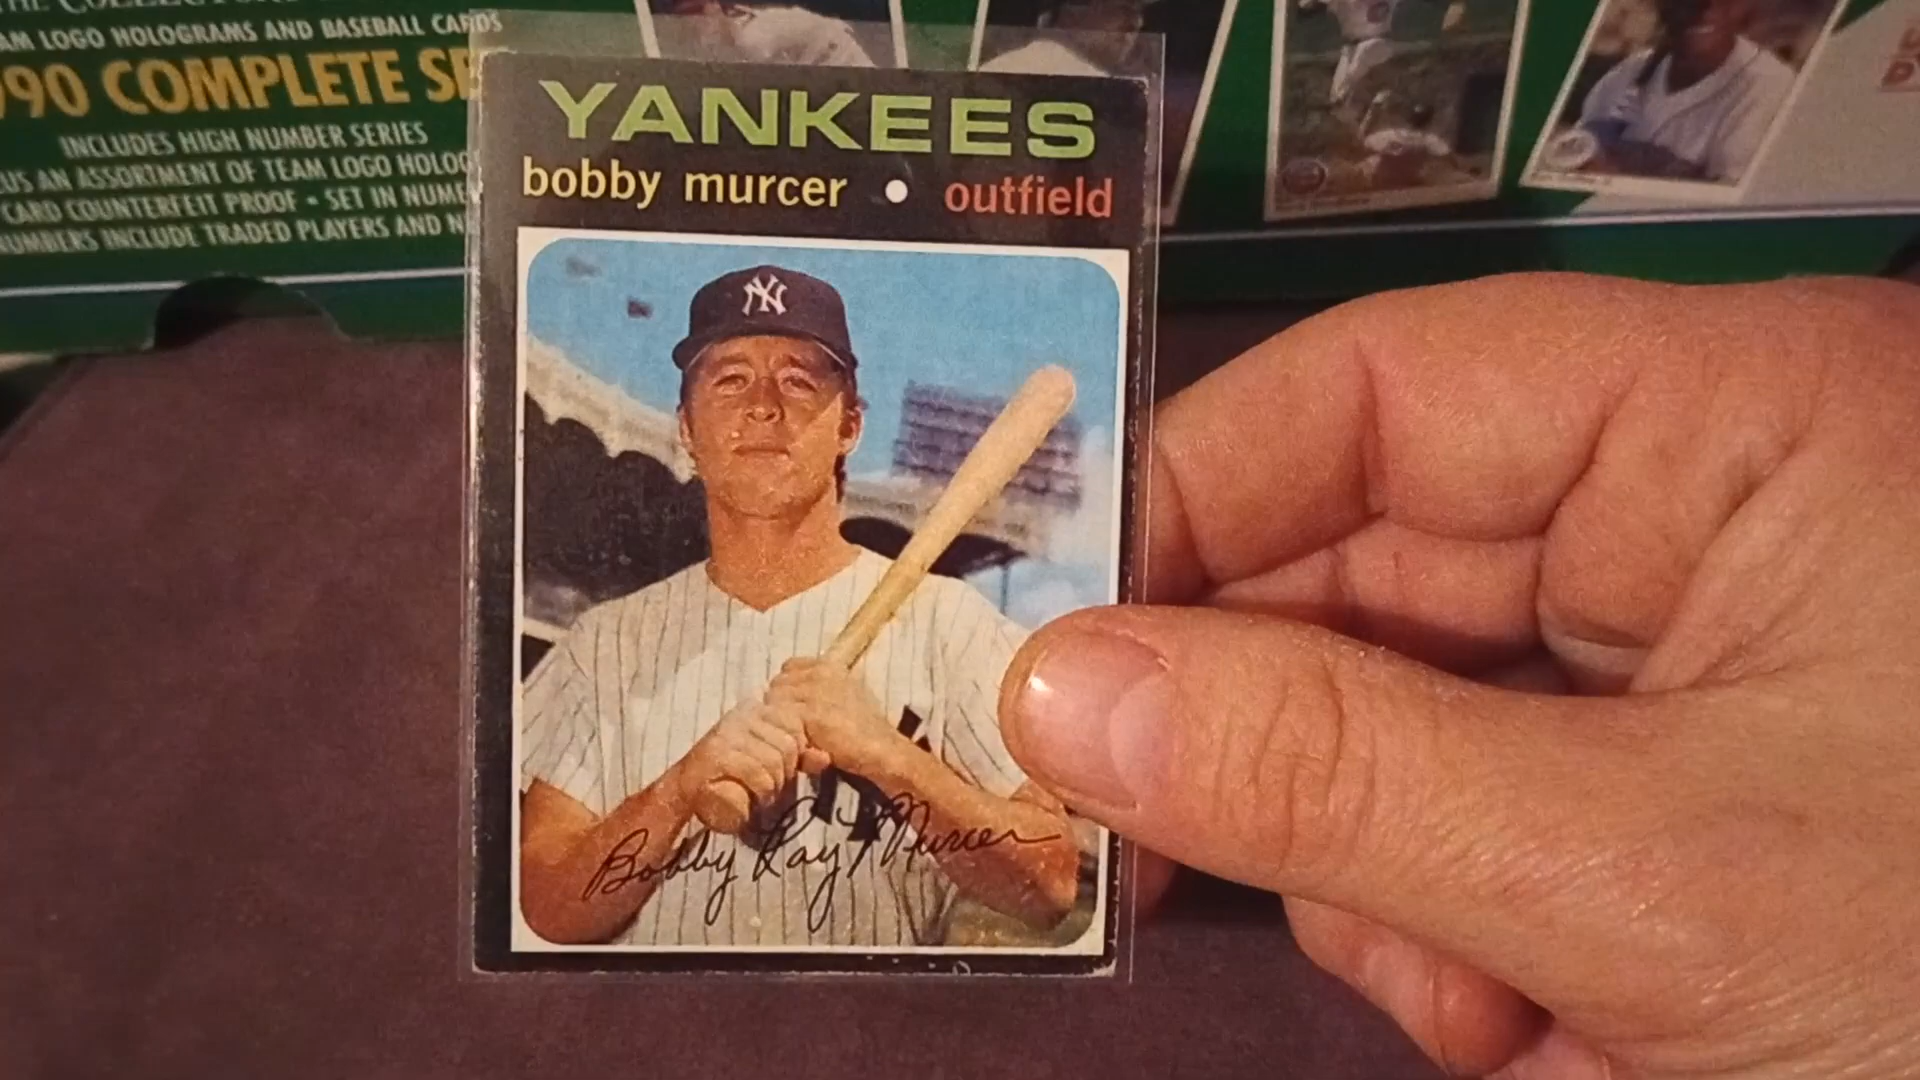 AM LOGO HOLOGRAMS AND BASEBALL CARDS
990 COMPLETE SE
INCLUDES HIGH NUMBER SERIES
US AN ASSORTMENT OF TEAM LOGO HOLOG
CARD COUNTERFEIT PROOF • SET IN NUME
NUMBERS INCLUDE TRADED PLAYERS AND N
YANKEES
bobby murcer • outfield
NY
Bobby Ray Murcer